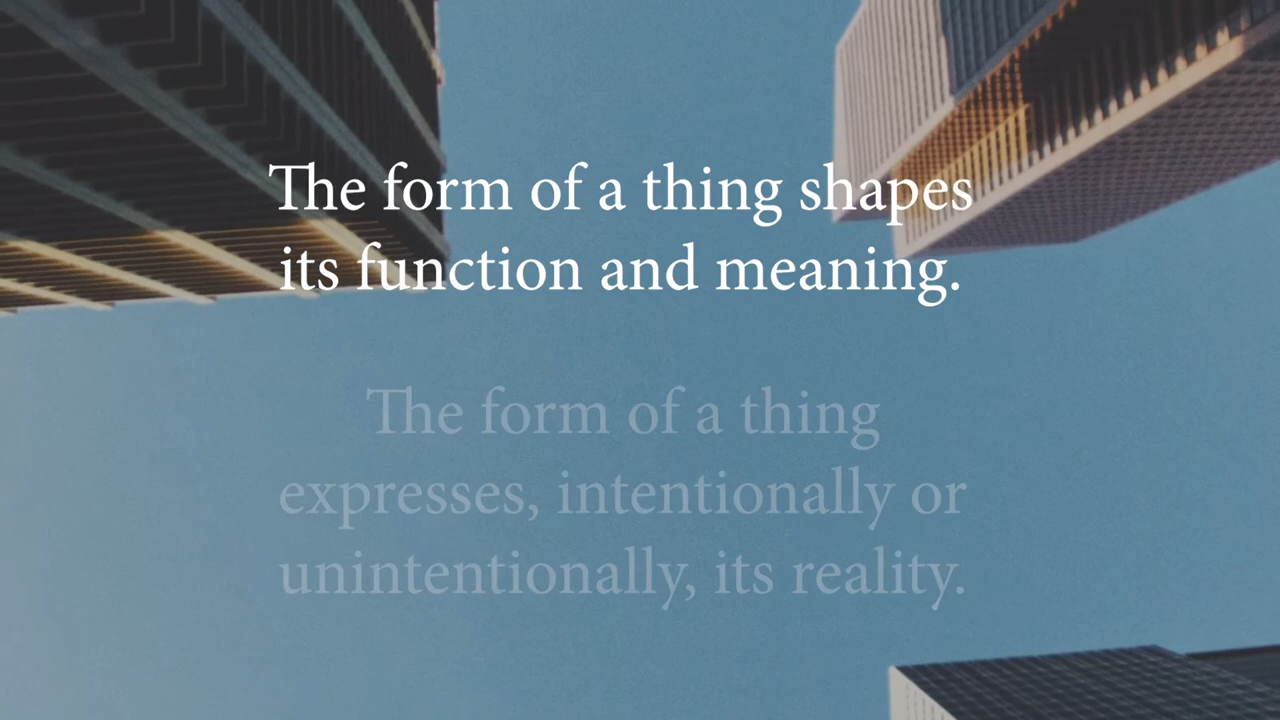 The form of a thing shapes
its function and meaning.
The form of a thing
expresses, intentionally or
unintentionally, its reality.